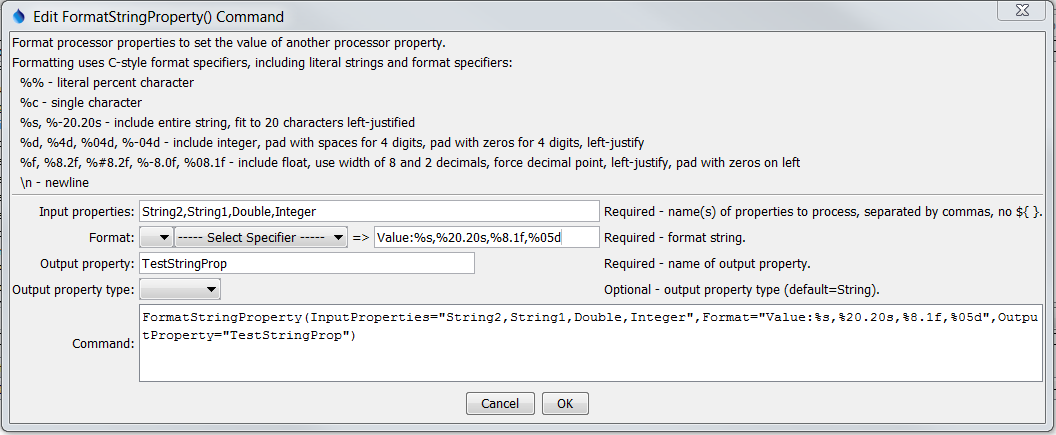 Edit FormatStringProperty() Command
Format processor properties to set the value of another processor property.
Formatting uses C-style format specifiers, including literal strings and format specifiers:
%% - literal percent character
%c - single character
%s, %-20.20s - include entire string, fit to 20 characters left-justified
%d, %4d, %04d, %-04d - include integer, pad with spaces for 4 digits, pad with zeros for 4 digits, left-justify
%f, %8.2f, %#8.2f, %-8.0f, %08.1f - include float, use width of 8 and 2 decimals, force decimal point, left-justify, pad with zeros on left
\n - newline
Input properties: String2,String1,Double,Integer Required - name(s) of properties to process, separated by commas, no ${ }.
Format: ----- Select Specifier ----- => Value:%s,%20.20s,%8.1f,%05d Required - format string.
Output property: TestStringProp Required - name of output property.
Output property type: Optional - output property type (default=String).
FormatStringProperty(InputProperties="String2,String1,Double,Integer",Format="Value:%s,%20.20s,%8.1f,%05d",Outpu
Command: tProperty="TestStringProp")
Cancel OK